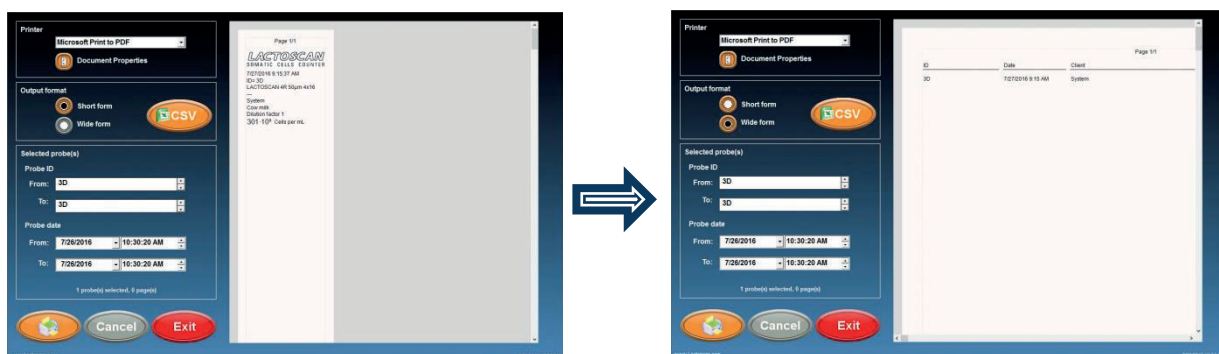 Printer
Microsoft Print to PDF
Document Properties
Output format
Short form
Wide form
CSV
Selected probe(s)
Probe ID
From: 3D
To: 3D
Probe date
From: 7/26/2016 10:30:20 AM
To: 7/26/2016 10:30:20 AM
1 probe(s) selected, 0 page(s)
Cancel
Exit
Page 1/1
LACTOSCAN
SOMATIC CELLS COUNTER
7/27/2016 9:15:37 AM
ID= 3D
LACTOSCAN 4R 50µm 4x16
---
System
Cow milk
Dilution factor 1
Cells per mL
Printer
Microsoft Print to PDF
Document Properties
Output format
Short form
Wide form
CSV
Selected probe(s)
Probe ID
From: 3D
To: 3D
Probe date
From: 7/26/2016 10:30:20 AM
To: 7/26/2016 10:30:20 AM
1 probe(s) selected, 0 page(s)
Cancel
Exit
Page 1/1
ID Date Client
3D 7/27/2016 9:15 AM System